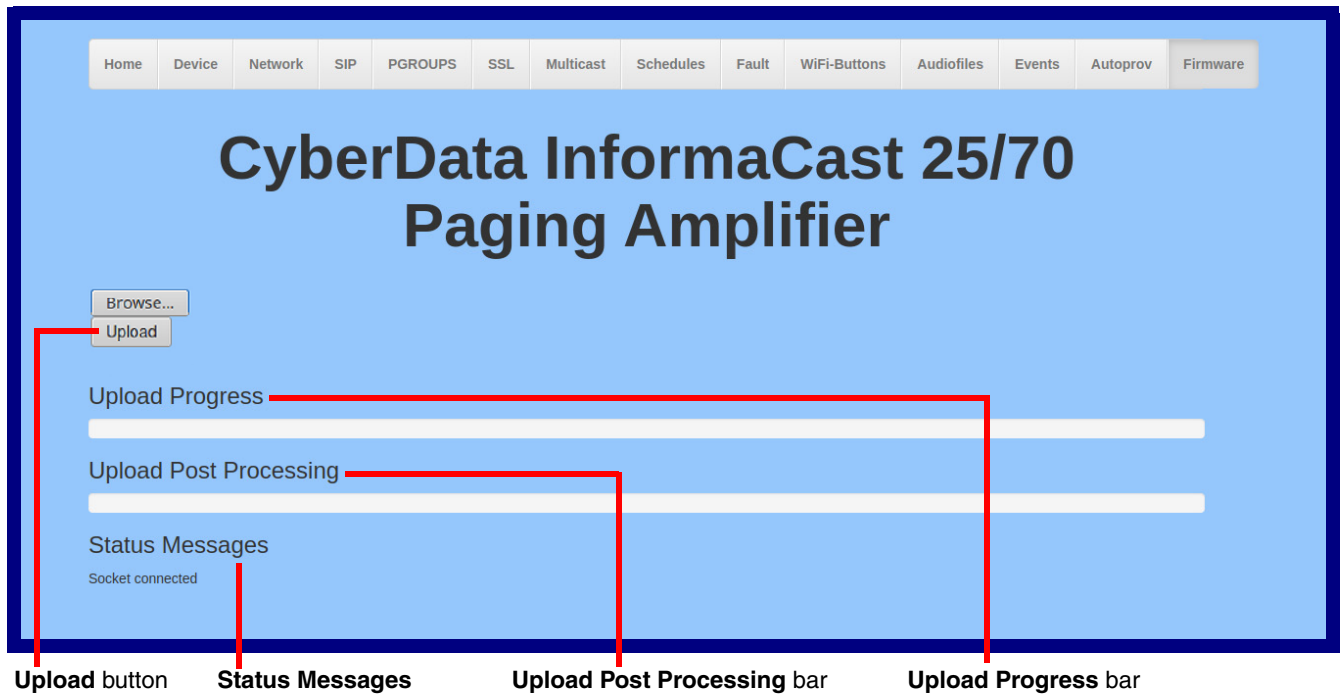 Home Device Network SIP PGROUPS SSL Multicast Schedules Fault WiFi-Buttons Audiofiles Events Autoprov Firmware
CyberData InformaCast 25/70
Paging Amplifier
Browse...
Upload
Upload Progress
Upload Post Processing
Status Messages
Socket connected
Upload button Status Messages Upload Post Processing bar Upload Progress bar